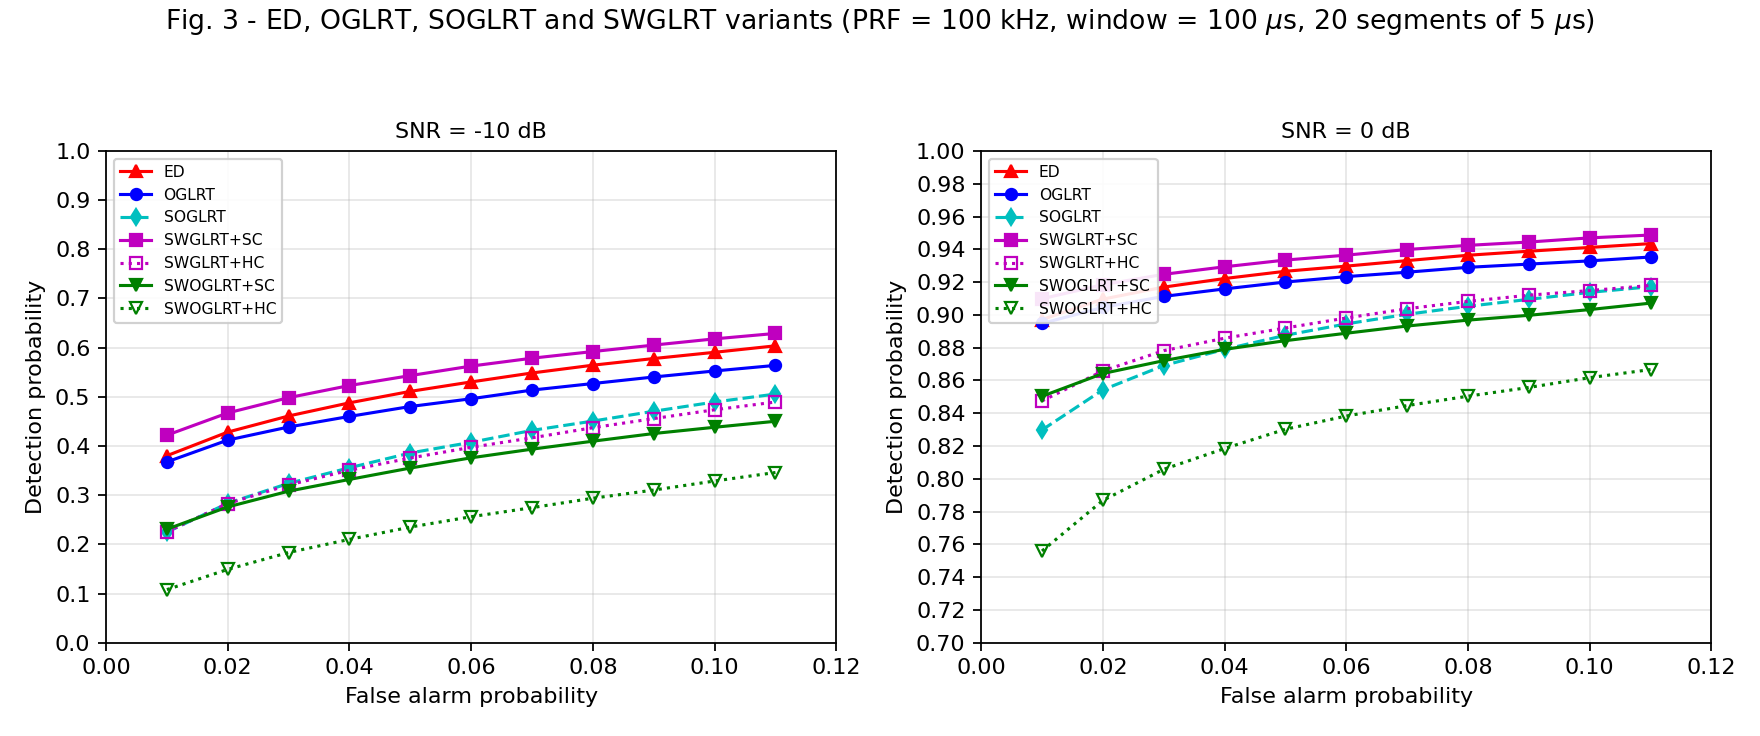 Fig. 3 - ED, OGLRT, SOGLRT and SWGLRT variants (PRF = 100 kHz, window = 100 μs, 20 segments of 5 μs)
SNR = -10 dB
1.0
0.9
0.8
0.7
0.6
0.5
0.4
0.3
0.2
0.1
0.0
Detection probability
ED
OGLRT
SOGLRT
SWGLRT+SC
SWGLRT+HC
SWOGLRT+SC
SWOGLRT+HC
0.00 0.02 0.04 0.06 0.08 0.10 0.12
False alarm probability
SNR = 0 dB
1.00
0.98
0.96
0.94
0.92
0.90
0.88
0.86
0.84
0.82
0.80
0.78
0.76
0.74
0.72
0.70
Detection probability
ED
OGLRT
SOGLRT
SWGLRT+SC
SWGLRT+HC
SWOGLRT+SC
SWOGLRT+HC
0.00 0.02 0.04 0.06 0.08 0.10 0.12
False alarm probability